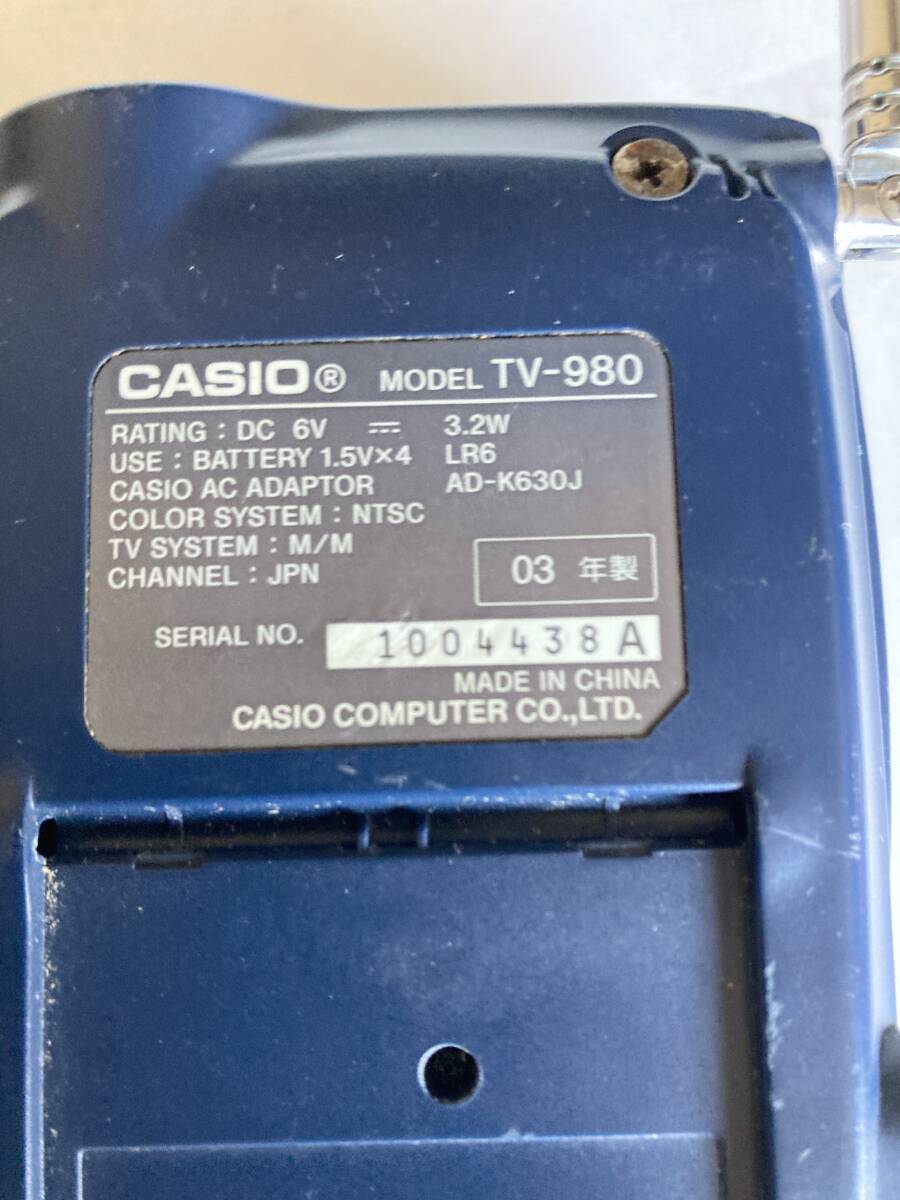 CASIO® MODEL TV-980
RATING : DC 6V ⎓ 3.2W
USE : BATTERY 1.5V×4 LR6
CASIO AC ADAPTOR AD-K630J
COLOR SYSTEM : NTSC
TV SYSTEM : M/M
CHANNEL : JPN
03 年製
SERIAL NO. 1004438A
MADE IN CHINA
CASIO COMPUTER CO.,LTD.